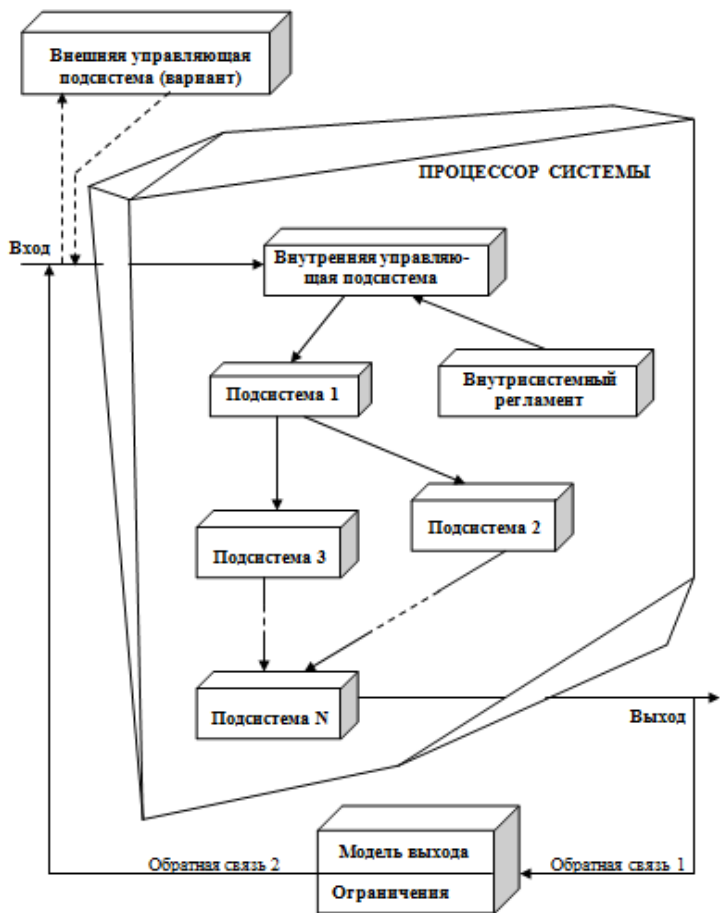 Внешняя управляющая
подсистема (вариант)
ПРОЦЕССОР СИСТЕМЫ
Вход
Внутренняя управляю-
щая подсистема
Подсистема 1
Внутрисистемный
регламент
Подсистема 3
Подсистема 2
Подсистема N
Выход
Обратная связь 2
Модель выхода
Обратная связь 1
Ограничения